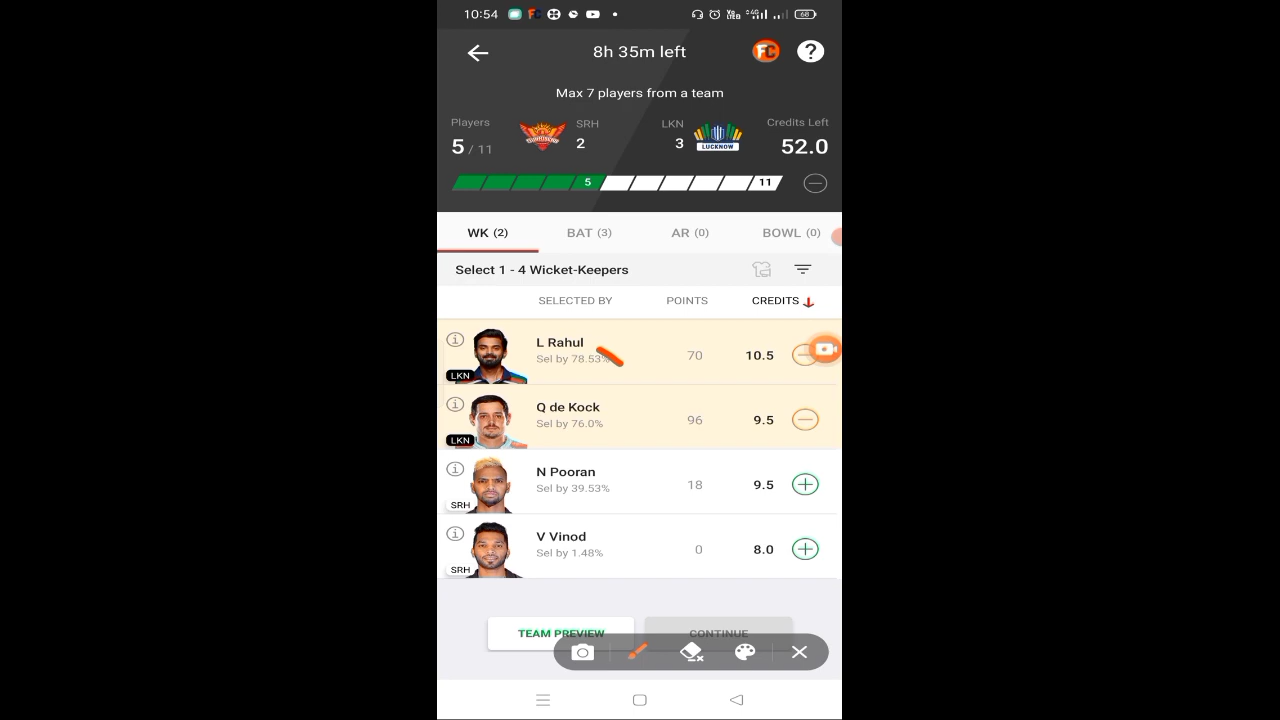 10:54
68
8h 35m left
FC
?
Max 7 players from a team
Players
SRH
LKN
Credits Left
5 / 11
2
3
LUCKNOW
52.0
5
11
WK (2)
BAT (3)
AR (0)
BOWL (0)
Select 1 - 4 Wicket-Keepers
SELECTED BY
POINTS
CREDITS
L Rahul
Sel by 78.53%
70
10.5
LKN
Q de Kock
Sel by 76.0%
96
9.5
LKN
N Pooran
Sel by 39.53%
18
9.5
SRH
V Vinod
Sel by 1.48%
0
8.0
SRH
TEAM PREVIEW
CONTINUE